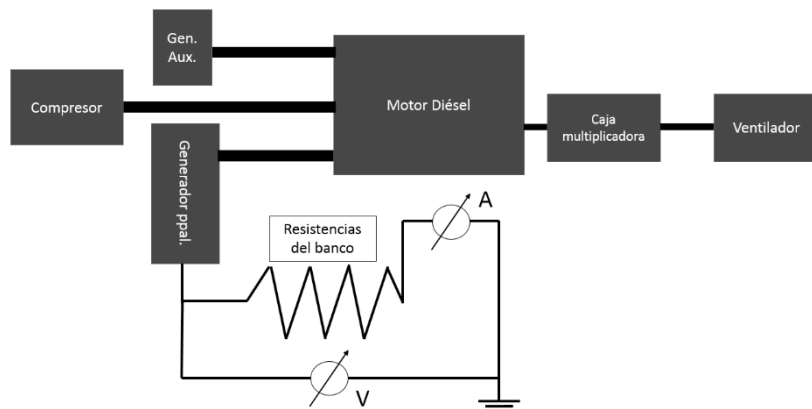 Gen.
Aux.
Compresor
Motor Diésel
Caja
multiplicadora
Ventilador
Generador ppal.
Resistencias
del banco
A
V